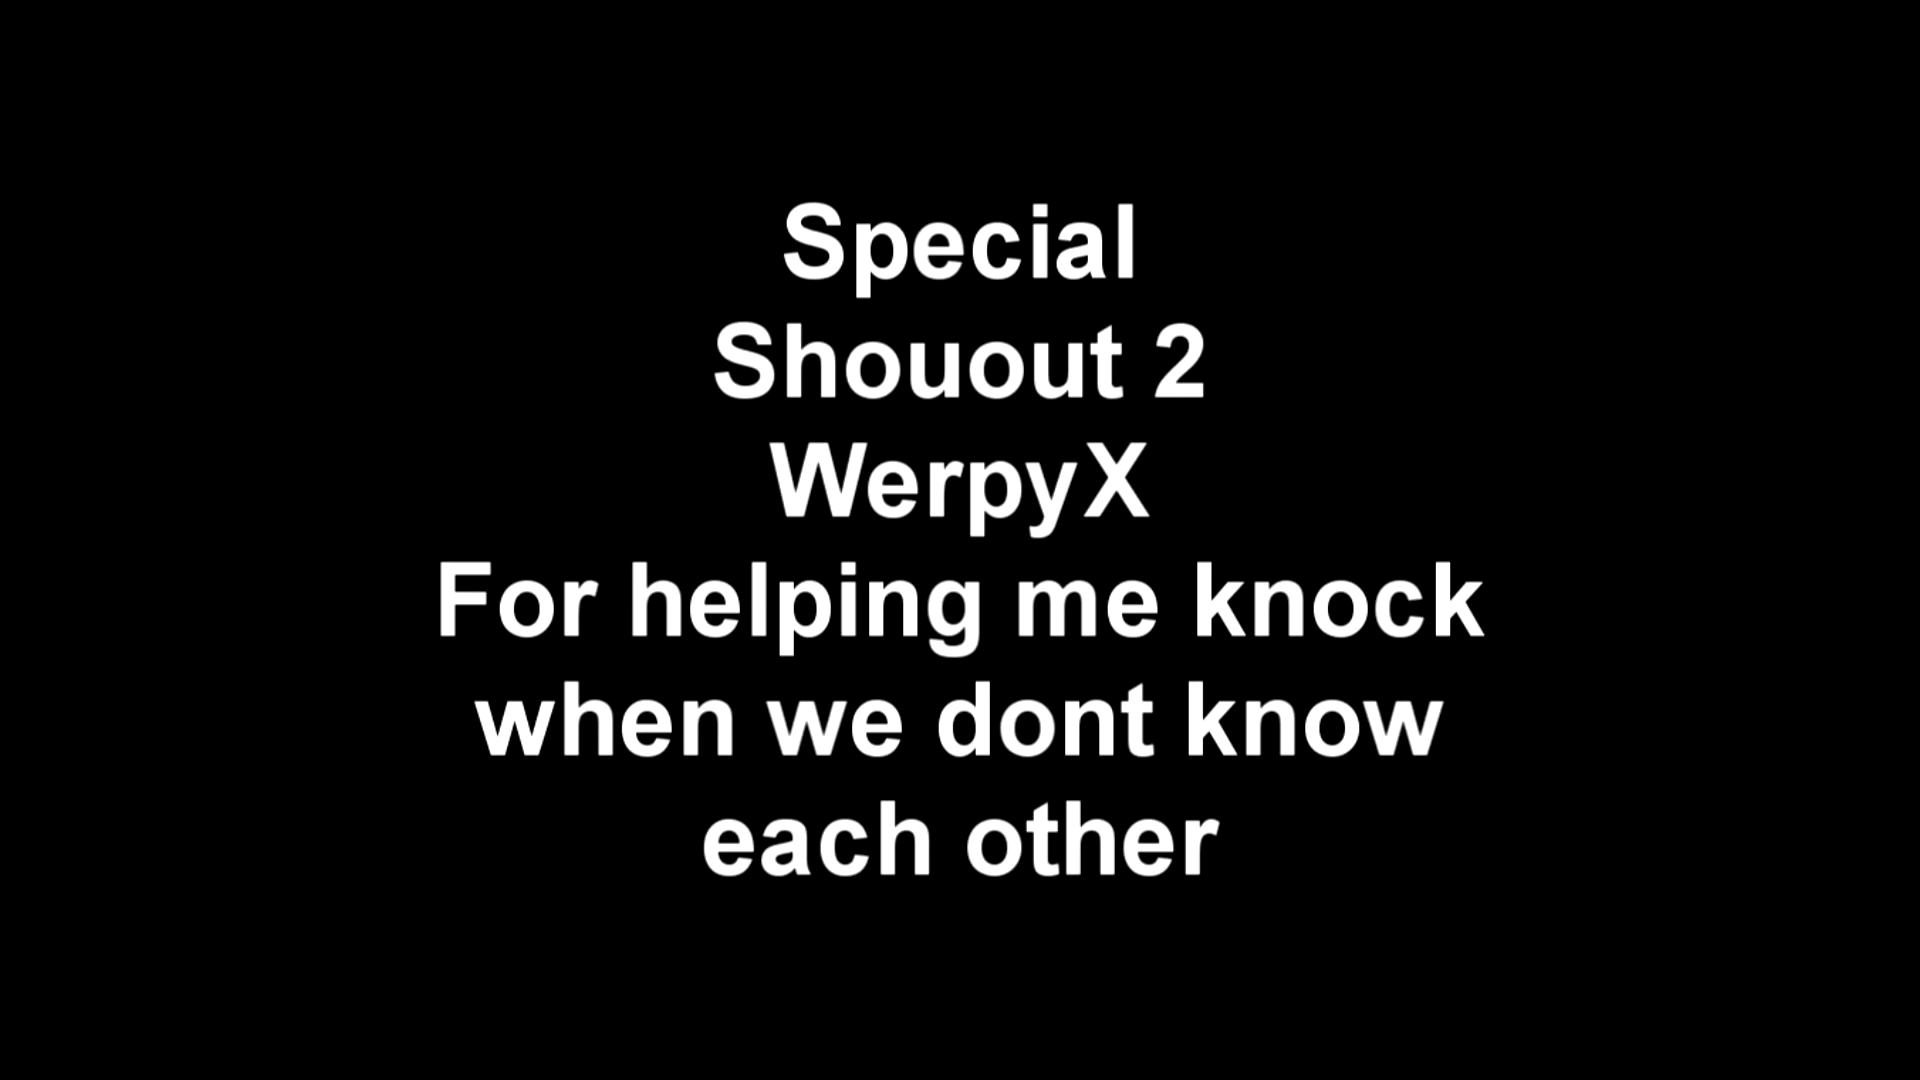 Special
Shouout 2
WerpyX
For helping me knock
when we dont know
each other